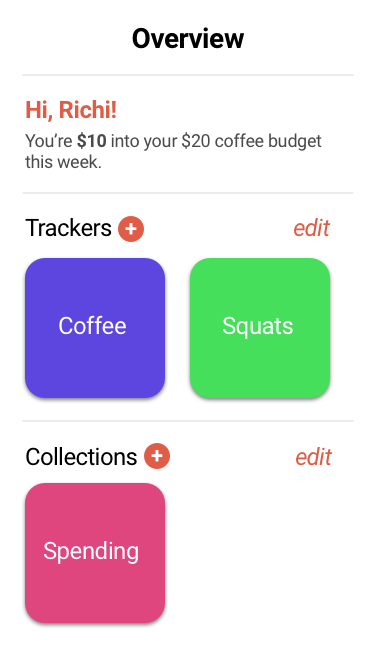 Overview
Hi, Richi!
You're $10 into your $20 coffee budget
this week.
Trackers + edit
Coffee Squats
Collections + edit
Spending